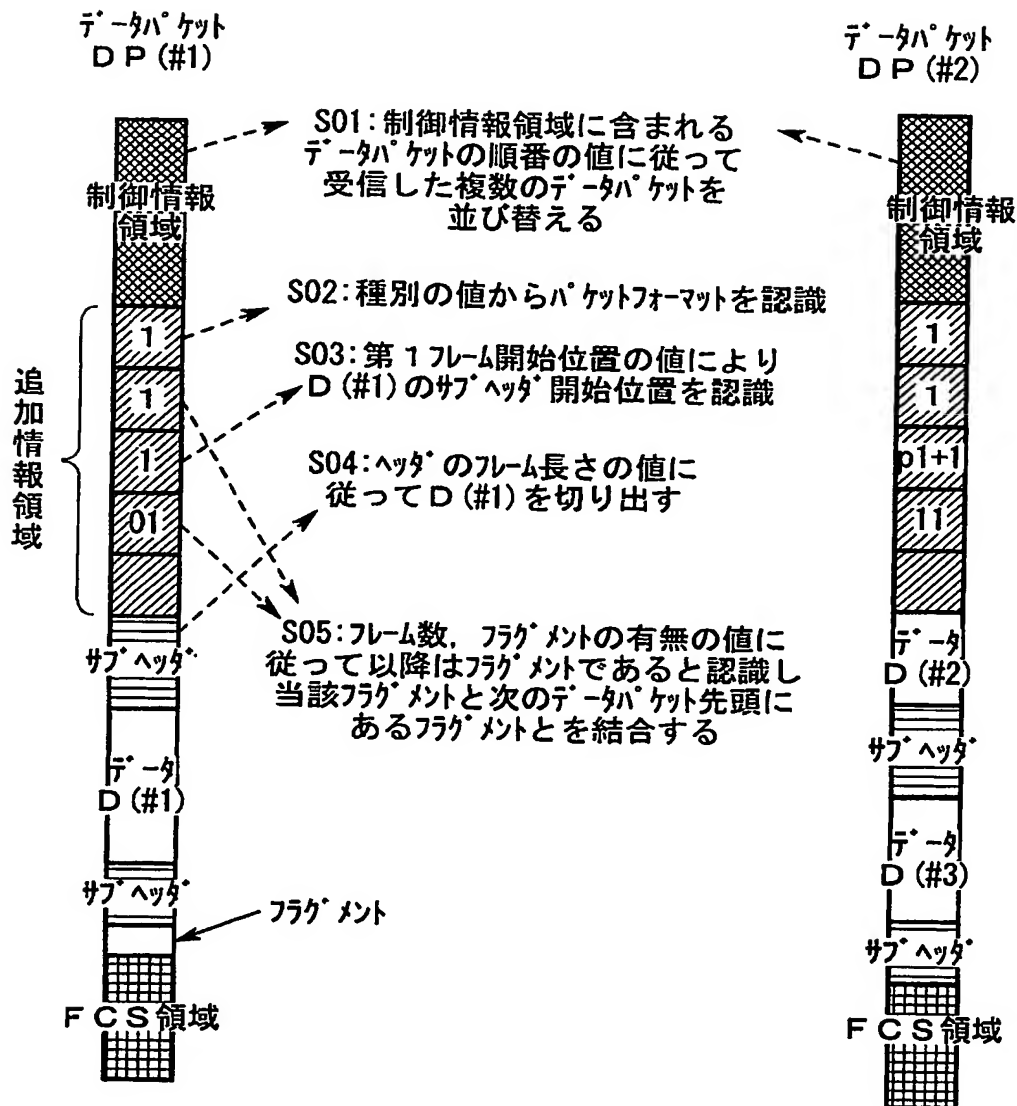 データパケット
DP(#1)
データパケット
DP(#2)
S01:制御情報領域に含まれる
データパケットの順番の値に従って
受信した複数のデータパケットを
並び替える
制御情報
領域
制御情報
領域
S02:種別の値からパケットフォーマットを認識
S03:第1フレーム開始位置の値により
D(#1)のサブヘッダ開始位置を認識
S04:ヘッダのフレーム長さの値に
従ってD(#1)を切り出す
S05:フレーム数, フラグメントの有無の値に
従って以降はフラグメントであると認識し
当該フラグメントと次のデータパケット先頭に
あるフラグメントとを結合する
追加情報領域
1
1
1
01
サブヘッダ
データ
D(#1)
サブヘッダ
フラグメント
FCS領域
1
1
p1+1
11
データ
D(#2)
サブヘッダ
データ
D(#3)
サブヘッダ
FCS領域